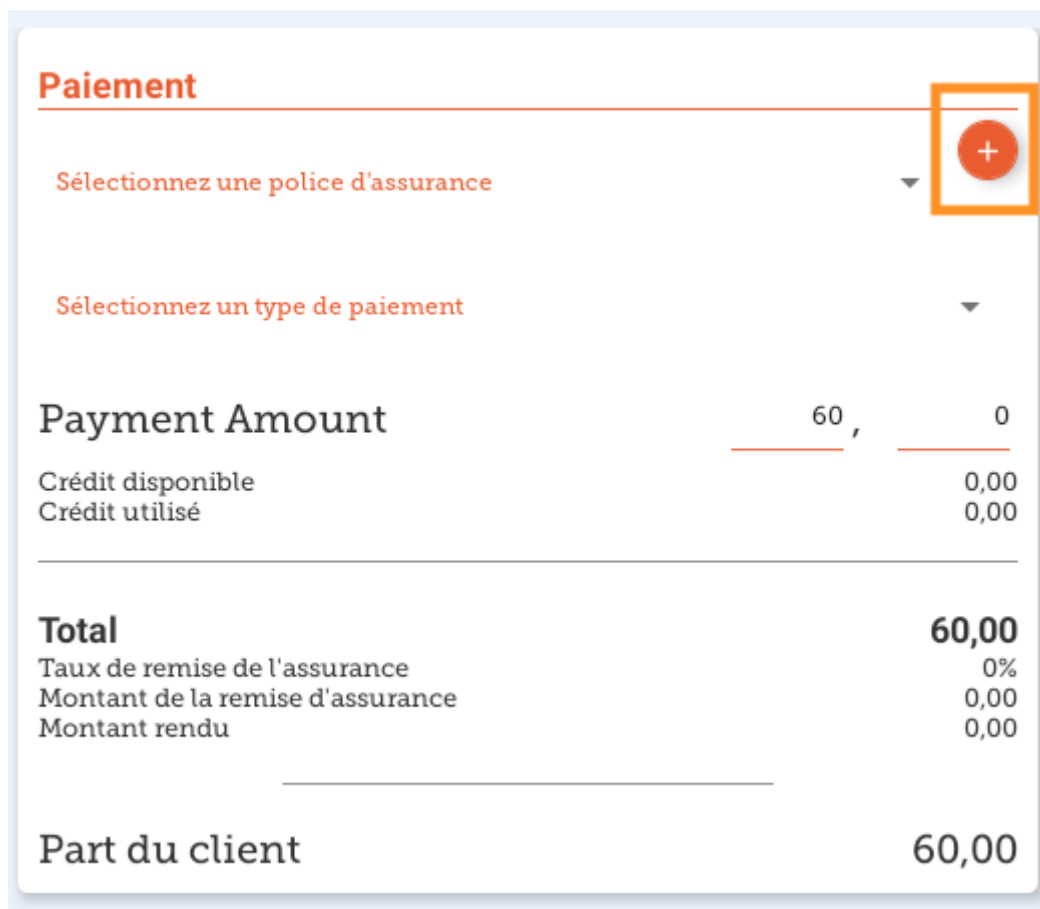 Paiement
+
Sélectionnez une police d'assurance
Sélectionnez un type de paiement
Payment Amount 60 , 0
Crédit disponible 0,00
Crédit utilisé 0,00
Total 60,00
Taux de remise de l'assurance 0%
Montant de la remise d'assurance 0,00
Montant rendu 0,00
Part du client 60,00